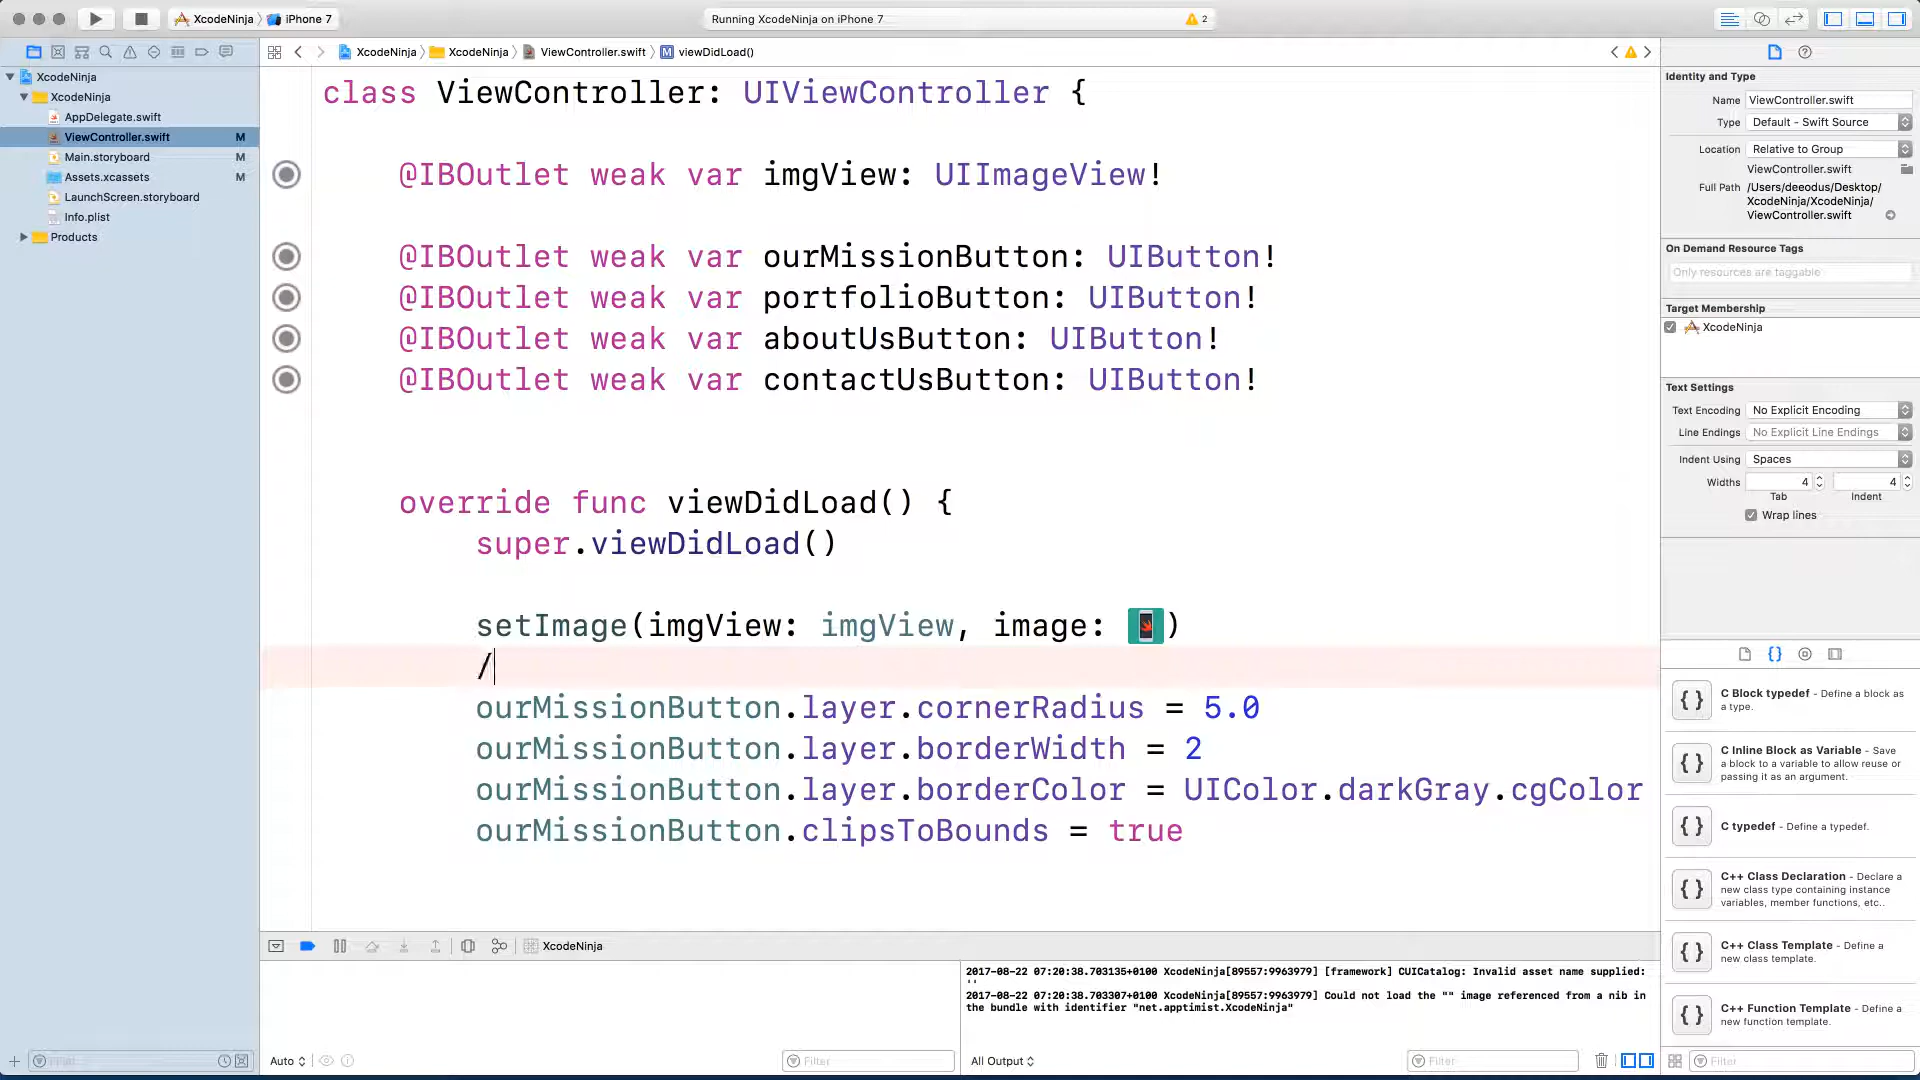 XcodeNinja iPhone 7
Running XcodeNinja on iPhone 7
2
XcodeNinja XcodeNinja ViewController.swift M viewDidLoad()
XcodeNinja
XcodeNinja
AppDelegate.swift
ViewController.swift M
Main.storyboard M
Assets.xcassets M
LaunchScreen.storyboard
Info.plist
Products
class ViewController: UIViewController {
@IBOutlet weak var imgView: UIImageView!
@IBOutlet weak var ourMissionButton: UIButton!
@IBOutlet weak var portfolioButton: UIButton!
@IBOutlet weak var aboutUsButton: UIButton!
@IBOutlet weak var contactUsButton: UIButton!
override func viewDidLoad() {
super.viewDidLoad()
setImage(imgView: imgView, image: )
/
ourMissionButton.layer.cornerRadius = 5.0
ourMissionButton.layer.borderWidth = 2
ourMissionButton.layer.borderColor = UIColor.darkGray.cgColor
ourMissionButton.clipsToBounds = true
XcodeNinja
2017-08-22 07:20:38.703135+0100 XcodeNinja[89557:9963979] [framework] CUICatalog: Invalid asset name supplied:
''
2017-08-22 07:20:38.703307+0100 XcodeNinja[89557:9963979] Could not load the "" image referenced from a nib in
the bundle with identifier "net.apptimist.XcodeNinja"
Auto
Filter
All Output
Filter
Identity and Type
Name ViewController.swift
Type Default - Swift Source
Location Relative to Group
ViewController.swift
Full Path /Users/deeodus/Desktop/
XcodeNinja/XcodeNinja/
ViewController.swift
On Demand Resource Tags
Only resources are taggable
Target Membership
XcodeNinja
Text Settings
Text Encoding No Explicit Encoding
Line Endings No Explicit Line Endings
Indent Using Spaces
Widths 4 4
Tab Indent
Wrap lines
{ } C Block typedef - Define a block as
a type.
{ } C Inline Block as Variable - Save
a block to a variable to allow reuse or
passing it as an argument.
{ } C typedef - Define a typedef.
{ } C++ Class Declaration - Declare a
new class type containing instance
variables, member functions, etc..
{ } C++ Class Template - Define a
new class template.
{ } C++ Function Template - Define a
new function template.
Filter